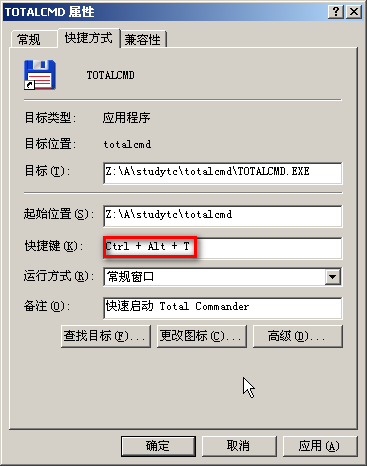 TOTALCMD 属性
常规 快捷方式 兼容性
TOTALCMD
目标类型: 应用程序
目标位置: totalcmd
目标(T): Z:\A\studytc\totalcmd\TOTALCMD.EXE
起始位置(S): Z:\A\studytc\totalcmd
快捷键(K): Ctrl + Alt + T
运行方式(R): 常规窗口
备注(O): 快速启动 Total Commander
查找目标(F)... 更改图标(C)... 高级(D)...
确定 取消 应用(A)